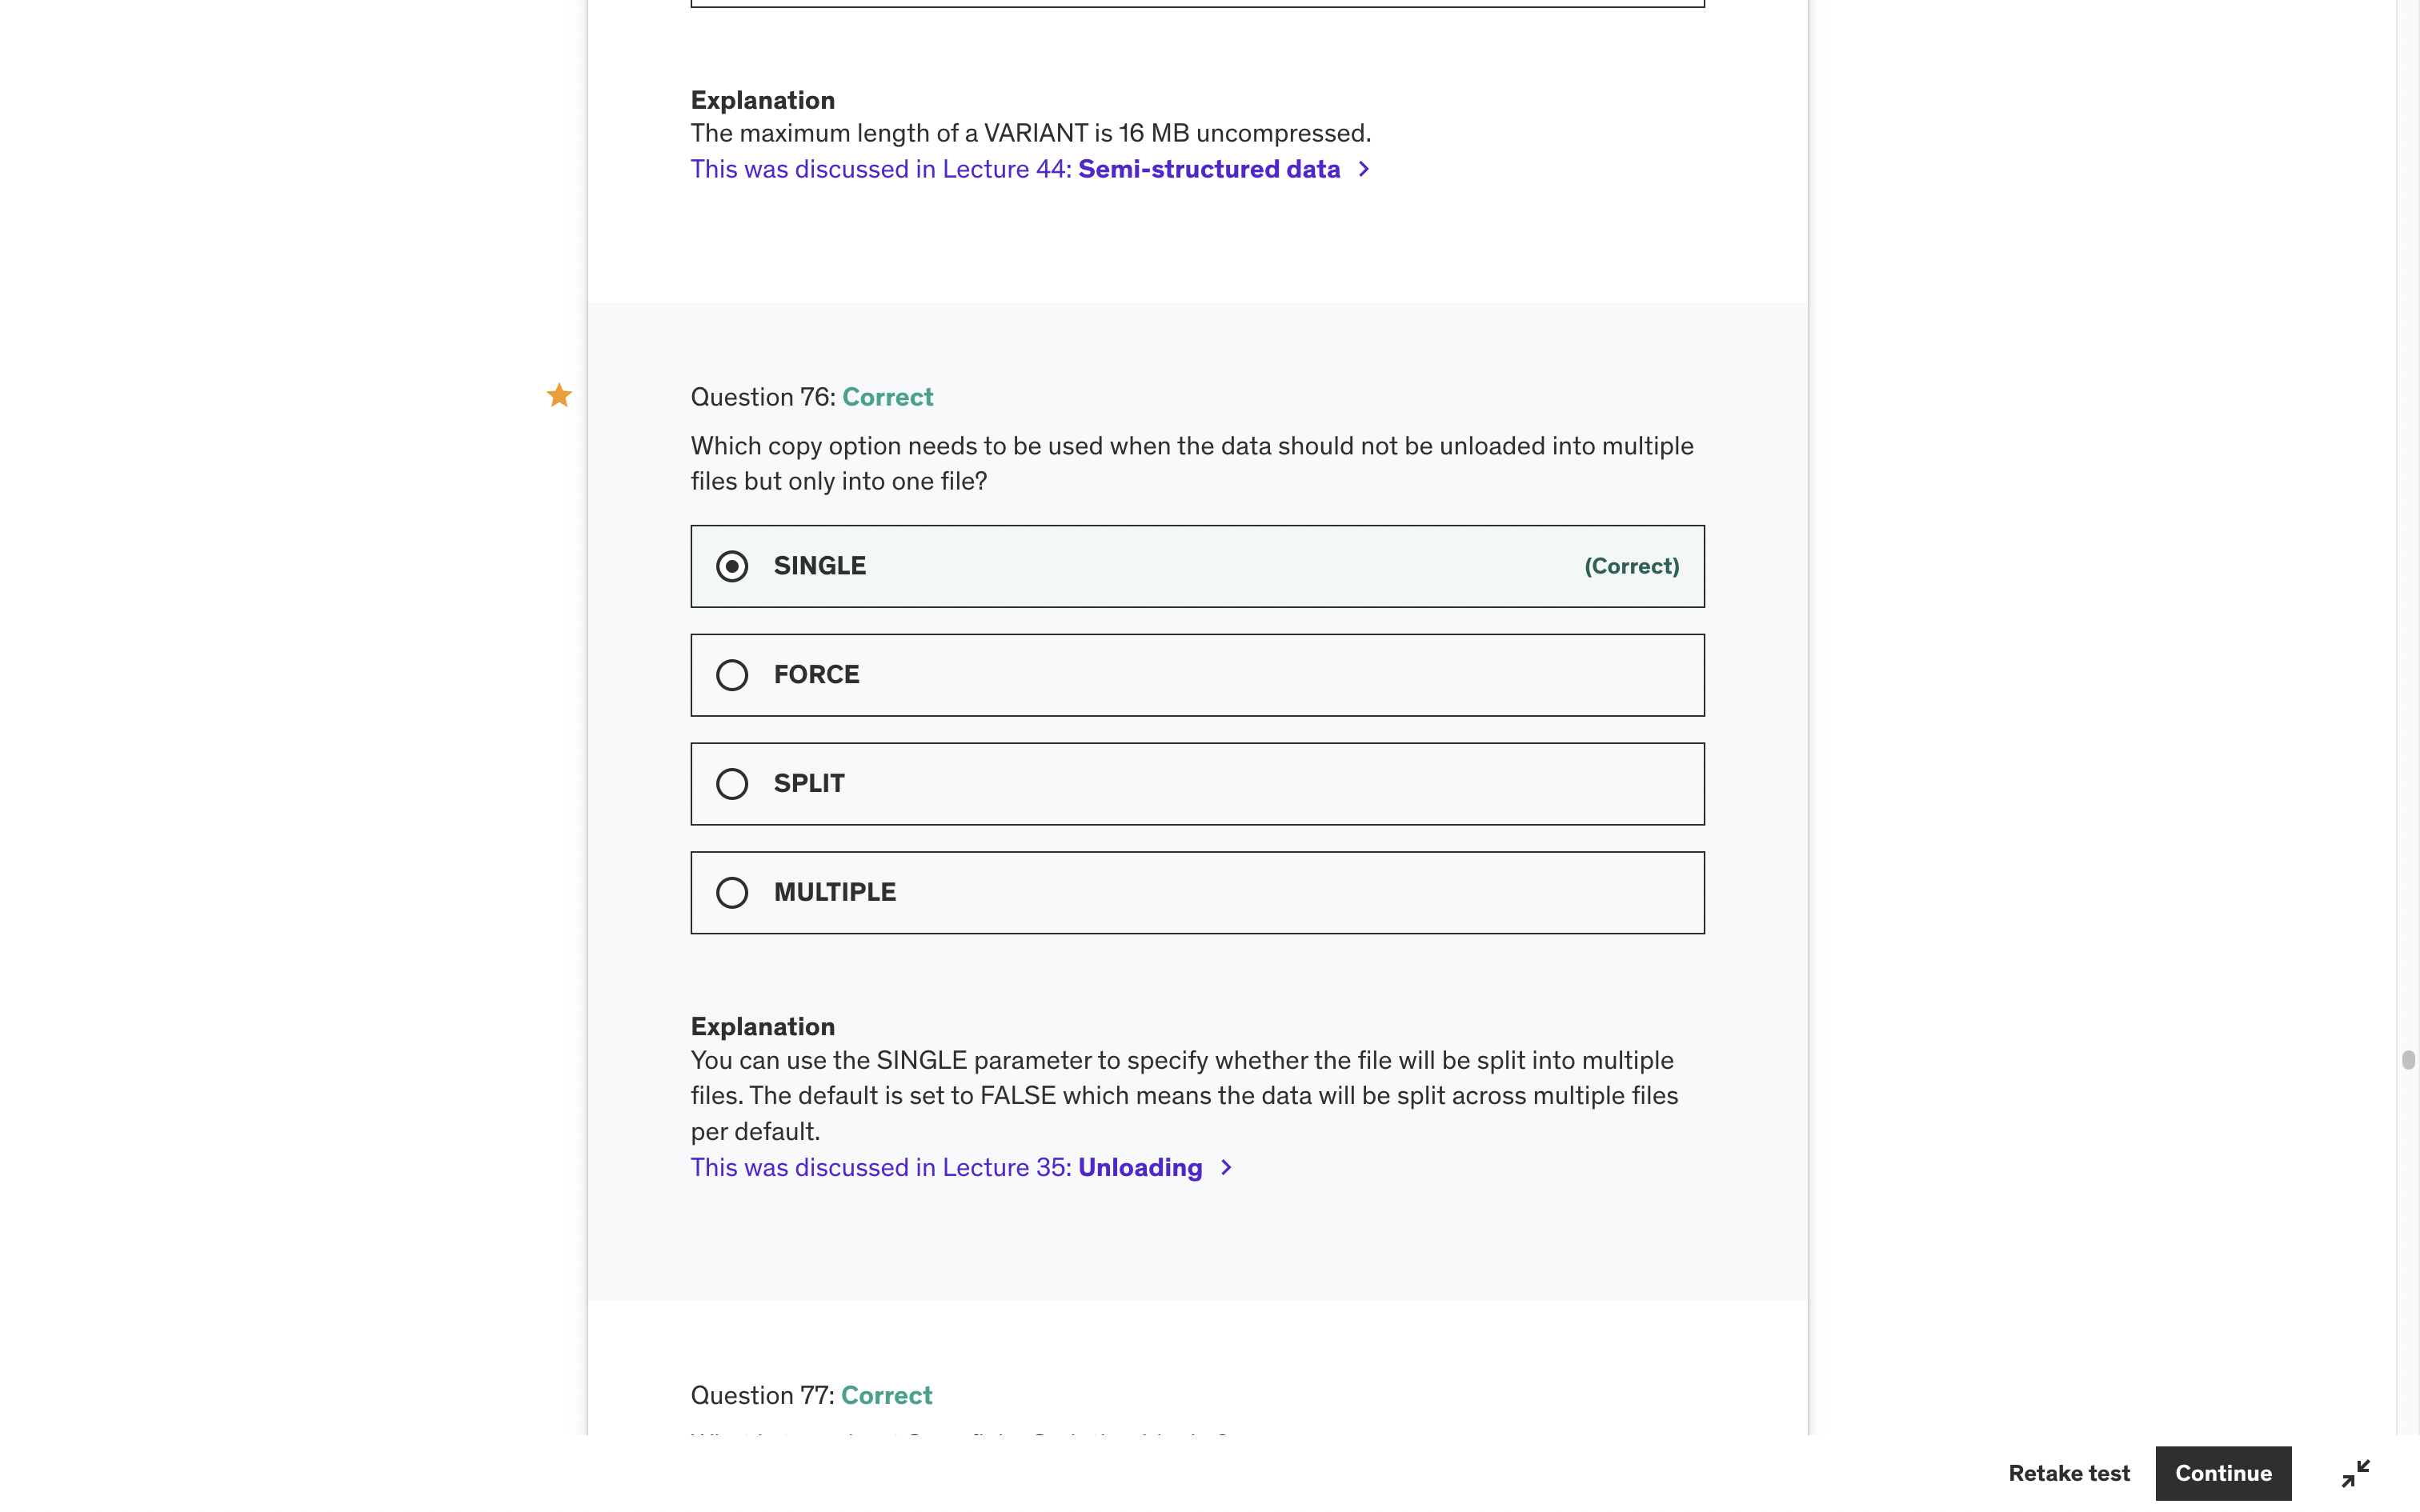 Explanation
The maximum length of a VARIANT is 16 MB uncompressed.
This was discussed in Lecture 44: Semi-structured data
Question 76: Correct
Which copy option needs to be used when the data should not be unloaded into multiple
files but only into one file?
SINGLE (Correct)
FORCE
SPLIT
MULTIPLE
Explanation
You can use the SINGLE parameter to specify whether the file will be split into multiple
files. The default is set to FALSE which means the data will be split across multiple files
per default.
This was discussed in Lecture 35: Unloading
Question 77: Correct
Retake test Continue